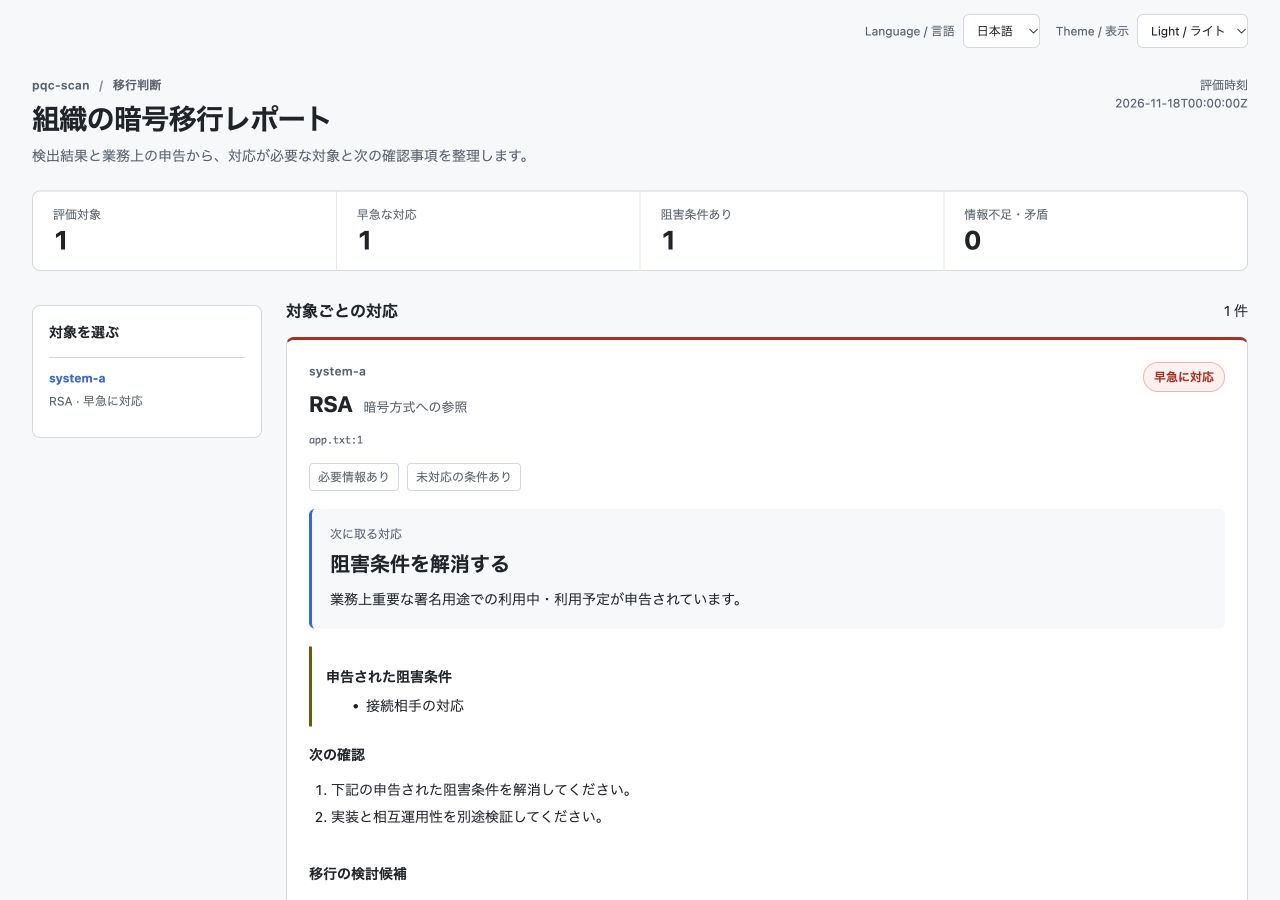 Language / 言語 日本語 Theme / 表示 Light / ライト
pqc-scan / 移行判断
評価時刻
組織の暗号移行レポート
2026-11-18T00:00:00Z
検出結果と業務上の申告から、対応が必要な対象と次の確認事項を整理します。
評価対象
1
早急な対応
1
阻害条件あり
1
情報不足・矛盾
0
対象を選ぶ
system-a
RSA · 早急に対応
対象ごとの対応
1 件
system-a
早急に対応
RSA 暗号方式への参照
app.txt:1
必要情報あり 未対応の条件あり
次に取る対応
阻害条件を解消する
業務上重要な署名用途での利用中・利用予定が申告されています。
申告された阻害条件
• 接続相手の対応
次の確認
1. 下記の申告された阻害条件を解消してください。
2. 実装と相互運用性を別途検証してください。
移行の検討候補